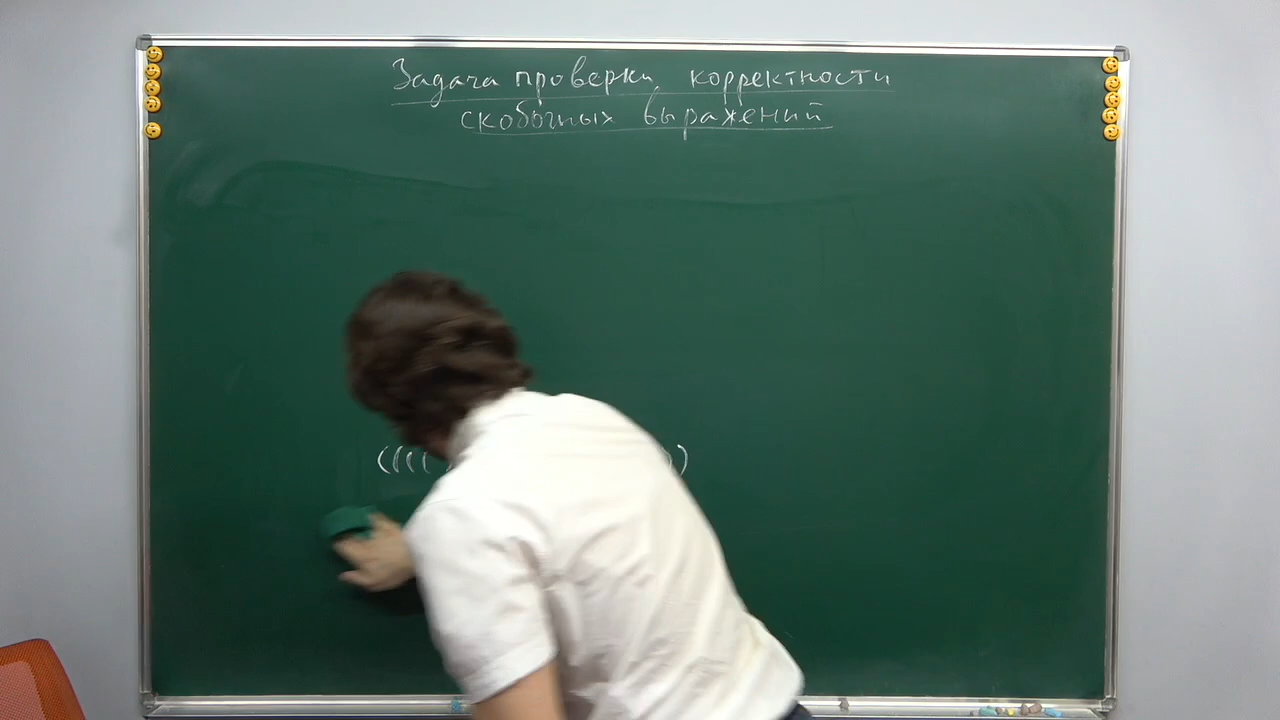 Задача проверки корректности
скобочных выражений
(((( ))